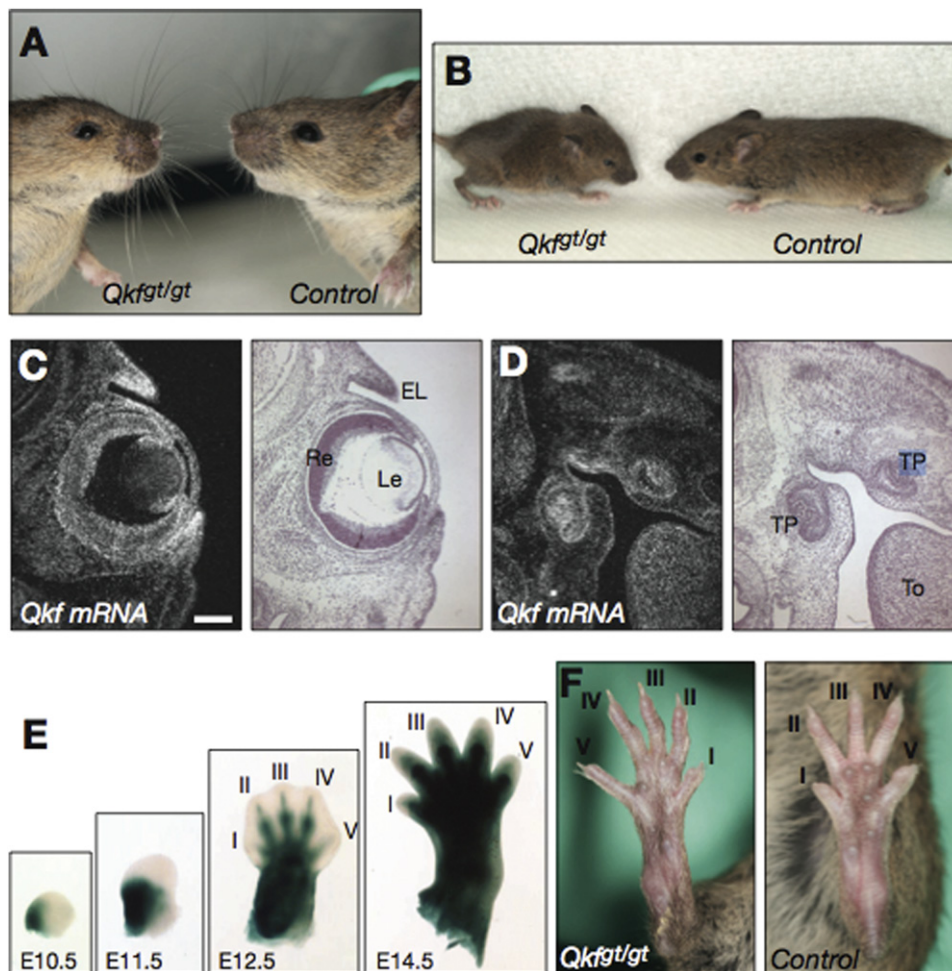 A
Qkfgt/gt
Control
B
Qkfgt/gt
Control
C
Qkf mRNA
EL
Re
Le
D
Qkf mRNA
TP
TP
To
E
E10.5
E11.5
I
II
III
IV
V
E12.5
I
II
III
IV
V
E14.5
F
IV
III
II
V
I
Qkfgt/gt
II
III
IV
I
V
Control